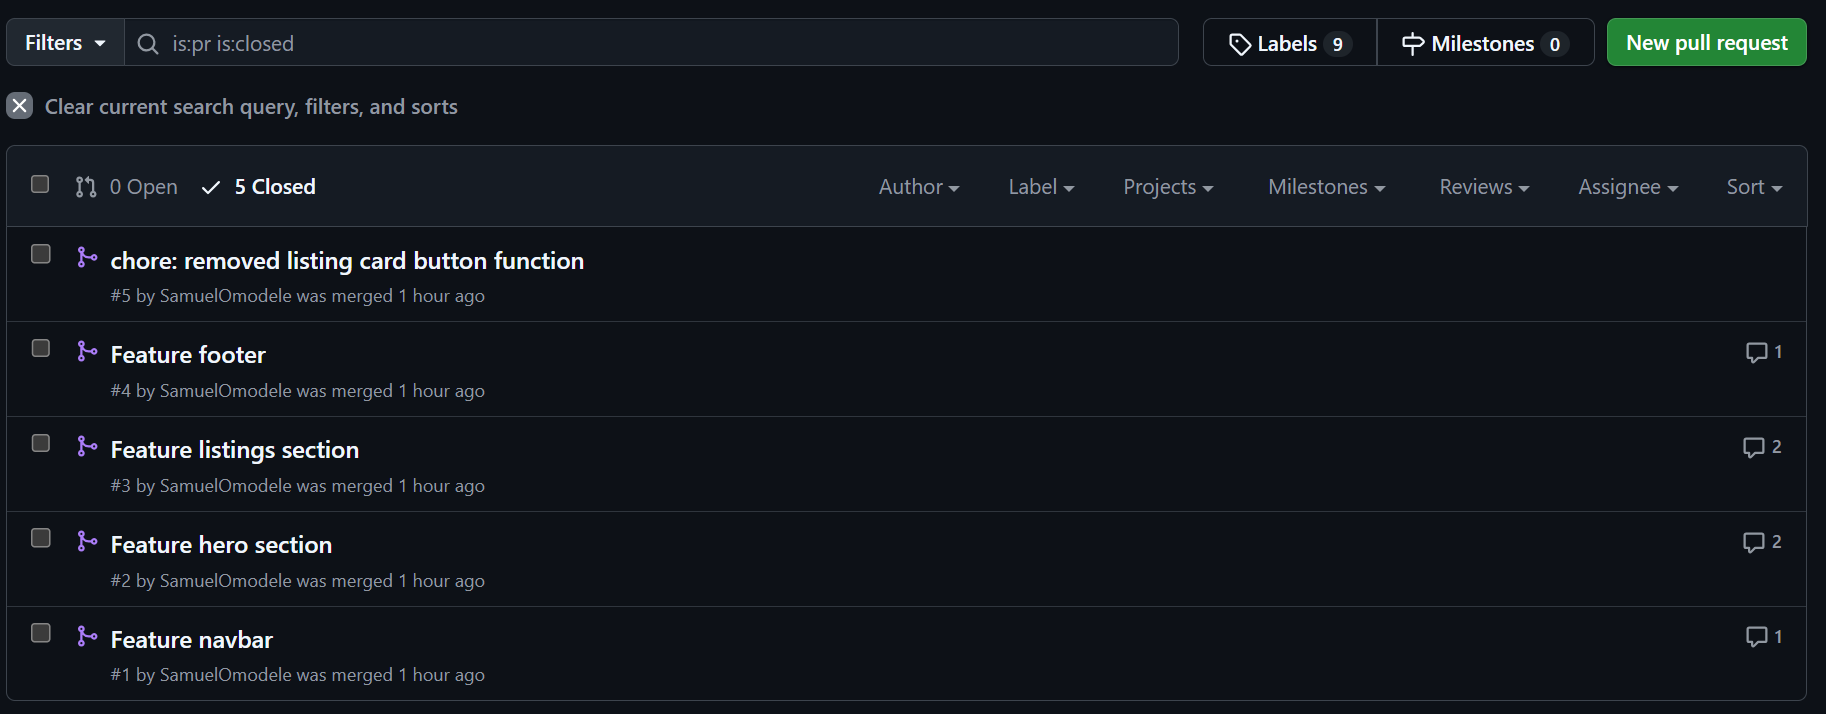 Filters is:pr is:closed Labels 9 Milestones 0 New pull request
Clear current search query, filters, and sorts
0 Open 5 Closed Author Label Projects Milestones Reviews Assignee Sort
chore: removed listing card button function
#5 by SamuelOmodele was merged 1 hour ago
Feature footer 1
#4 by SamuelOmodele was merged 1 hour ago
Feature listings section 2
#3 by SamuelOmodele was merged 1 hour ago
Feature hero section 2
#2 by SamuelOmodele was merged 1 hour ago
Feature navbar 1
#1 by SamuelOmodele was merged 1 hour ago